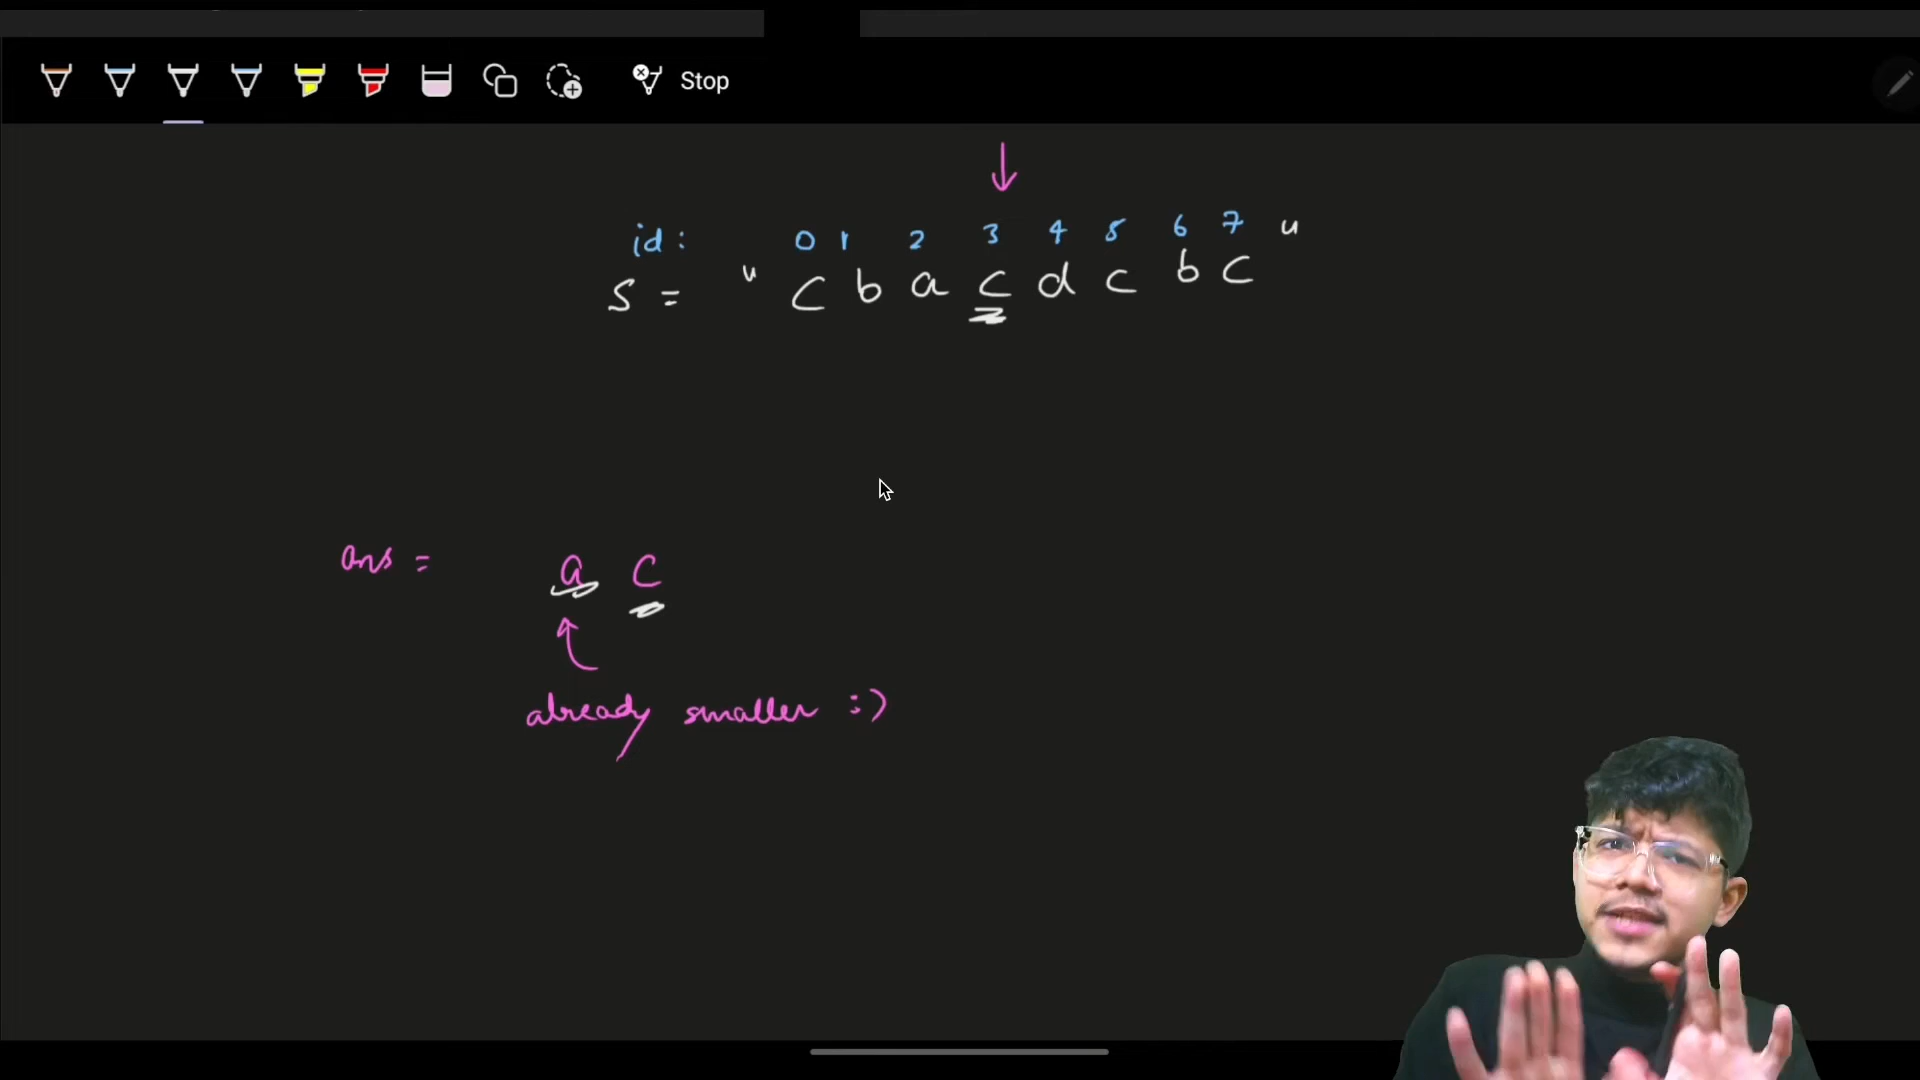 Stop
id: 0 1 2 3 4 5 6 7
S = " C b a c d c b c "
ans = a c
already smaller :)